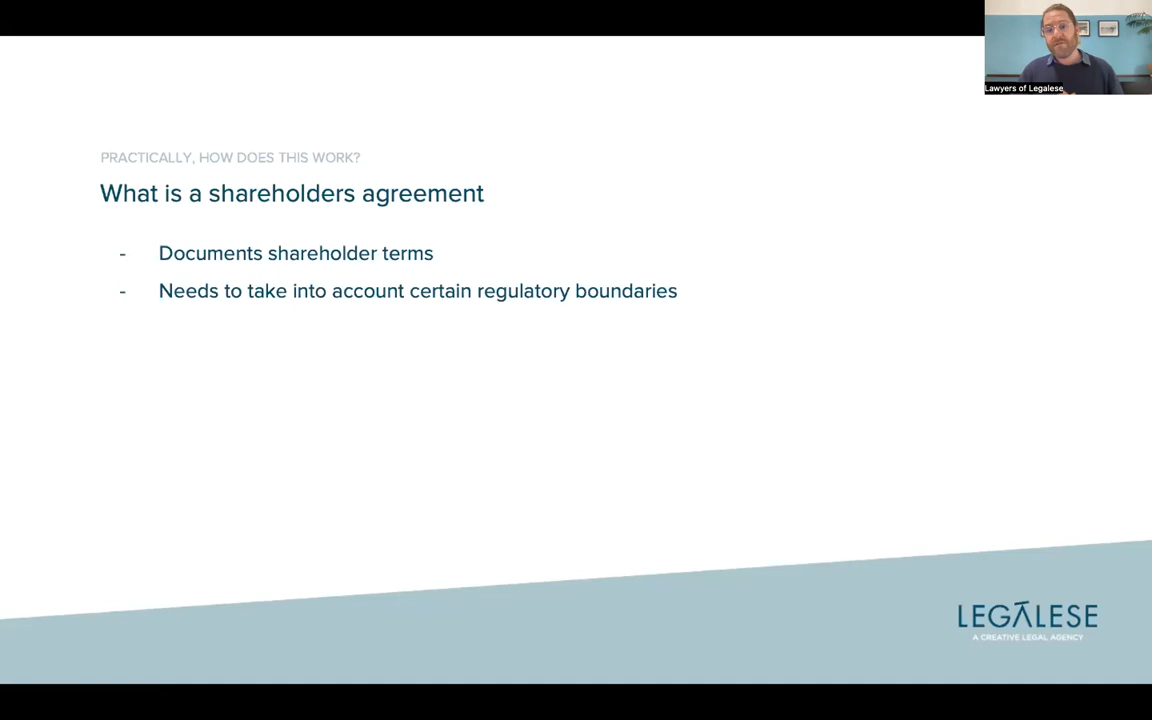 Lawyers of Legalese
PRACTICALLY, HOW DOES THIS WORK?
What is a shareholders agreement
- Documents shareholder terms
- Needs to take into account certain regulatory boundaries
LEGALESE
A CREATIVE LEGAL AGENCY